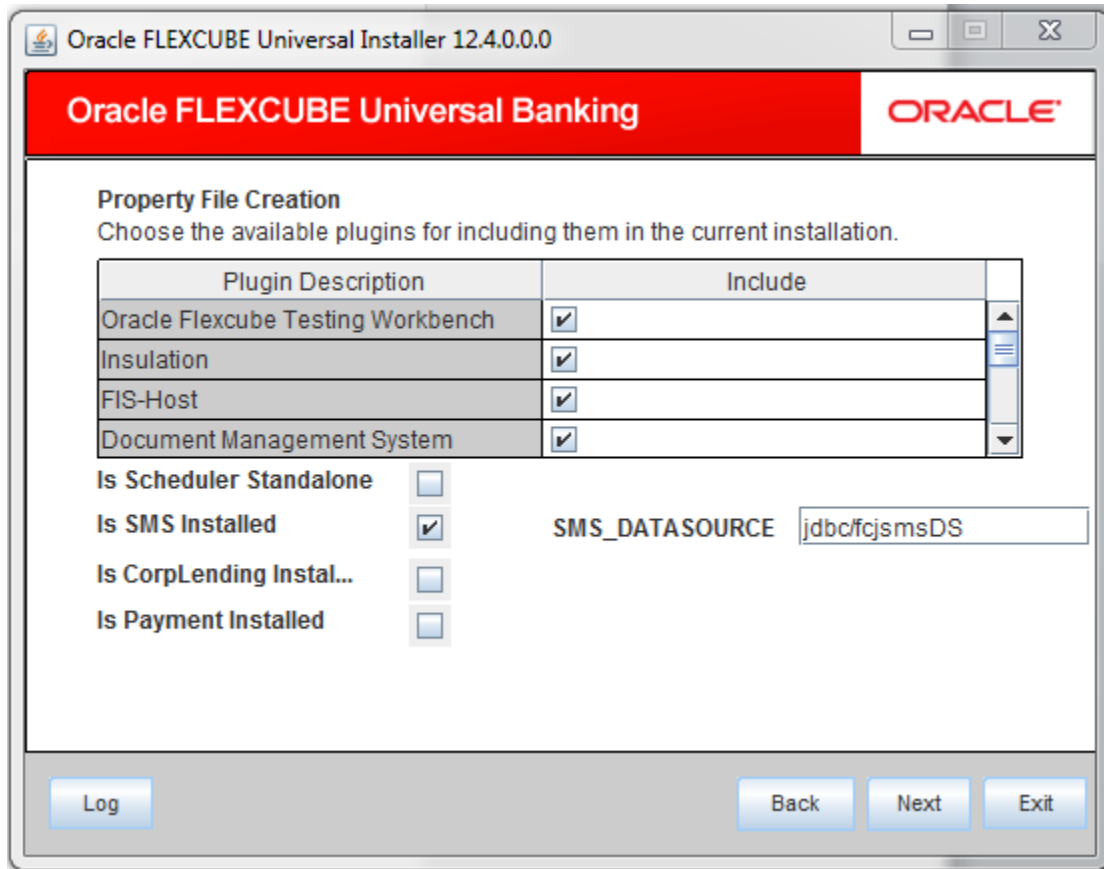 Oracle FLEXCUBE Universal Installer 12.4.0.0.0
Oracle FLEXCUBE Universal Banking
ORACLE
Property File Creation
Choose the available plugins for including them in the current installation.
Plugin Description Include
Oracle Flexcube Testing Workbench
Insulation
FIS-Host
Document Management System
Is Scheduler Standalone
Is SMS Installed SMS_DATASOURCE jdbc/fcjsmsDS
Is CorpLending Instal...
Is Payment Installed
Log Back Next Exit